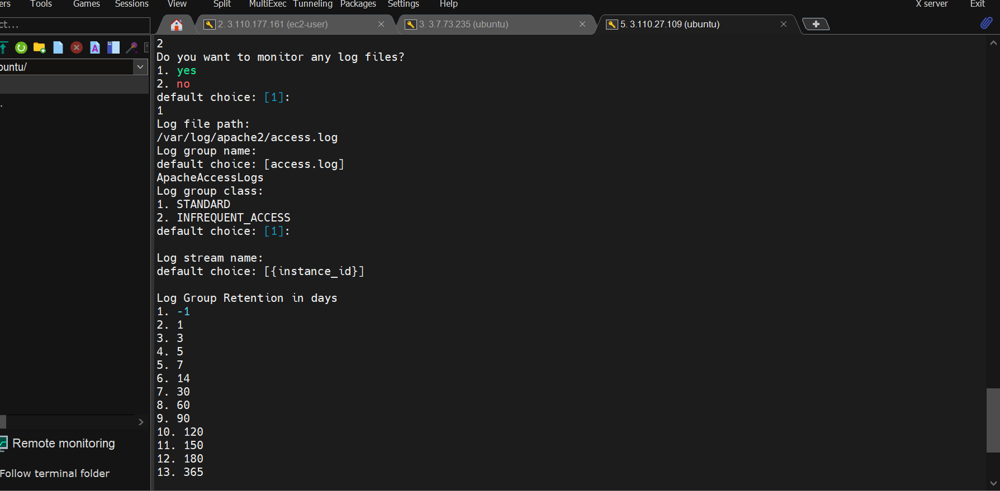 ers Tools Games Sessions View Split MultiExec Tunneling Packages Settings Help X server Exit
ct...
2. 3.110.177.161 (ec2-user) 3. 3.7.73.235 (ubuntu) 5. 3.110.27.109 (ubuntu)
buntu/
..
2
Do you want to monitor any log files?
1. yes
2. no
default choice: [1]:
1
Log file path:
/var/log/apache2/access.log
Log group name:
default choice: [access.log]
ApacheAccessLogs
Log group class:
1. STANDARD
2. INFREQUENT_ACCESS
default choice: [1]:
Log stream name:
default choice: [{instance_id}]
Log Group Retention in days
1. -1
2. 1
3. 3
4. 5
5. 7
6. 14
7. 30
8. 60
9. 90
10. 120
11. 150
12. 180
13. 365
Remote monitoring
Follow terminal folder